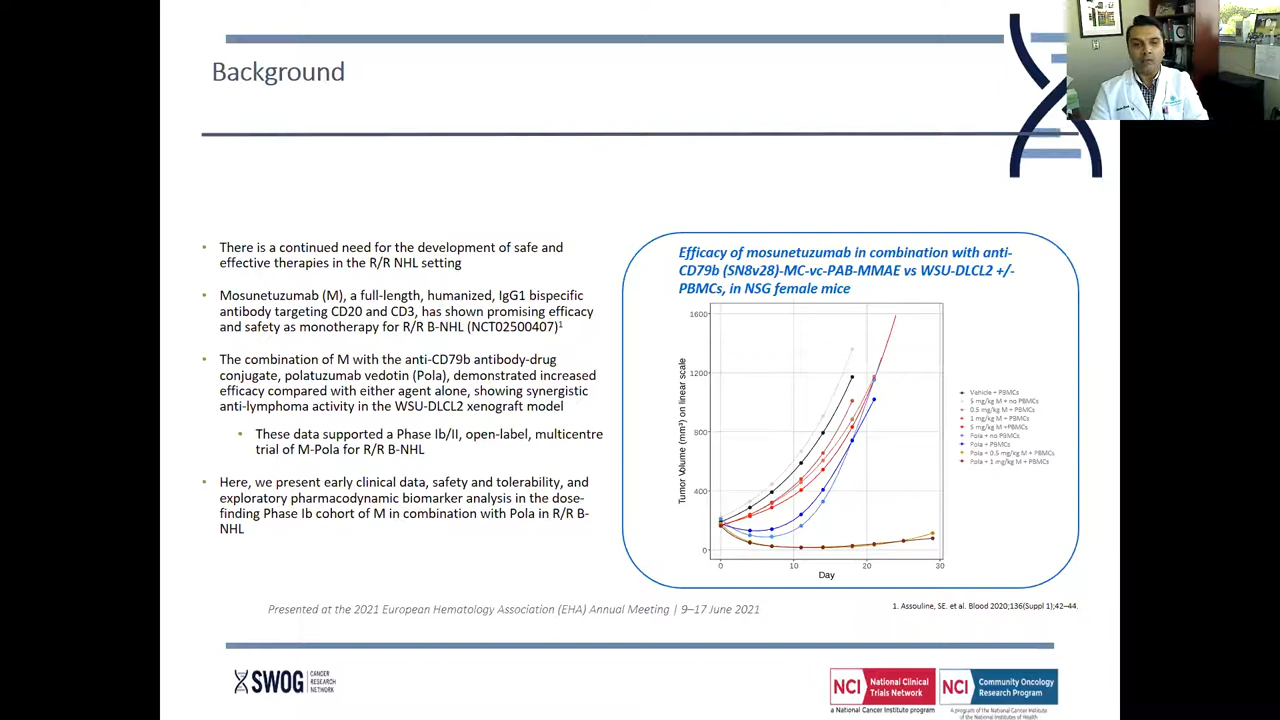 Background
• There is a continued need for the development of safe and
effective therapies in the R/R NHL setting
• Mosunetuzumab (M), a full-length, humanized, IgG1 bispecific
antibody targeting CD20 and CD3, has shown promising efficacy
and safety as monotherapy for R/R B-NHL (NCT02500407)¹
• The combination of M with the anti-CD79b antibody-drug
conjugate, polatuzumab vedotin (Pola), demonstrated increased
efficacy compared with either agent alone, showing synergistic
anti-lymphoma activity in the WSU-DLCL2 xenograft model
• These data supported a Phase Ib/II, open-label, multicentre
trial of M-Pola for R/R B-NHL
• Here, we present early clinical data, safety and tolerability, and
exploratory pharmacodynamic biomarker analysis in the dose-
finding Phase Ib cohort of M in combination with Pola in R/R B-
NHL
Efficacy of mosunetuzumab in combination with anti-
CD79b (SN8v28)-MC-vc-PAB-MMAE vs WSU-DLCL2 +/-
PBMCs, in NSG female mice
Tumor Volume (mm³) on linear scale
1600
1200
800
400
0
0 10 20 30
Day
Vehicle + PBMCs
5 mg/kg M + no PBMCs
0.5 mg/kg M + PBMCs
1 mg/kg M + PBMCs
5 mg/kg M +PBMCs
Pola + no PBMCs
Pola + PBMCs
Pola + 0.5 mg/kg M + PBMCs
Pola + 1 mg/kg M + PBMCs
Presented at the 2021 European Hematology Association (EHA) Annual Meeting | 9–17 June 2021
1. Assouline, SE. et al. Blood 2020;136(Suppl 1);42–44.
SWOG
CANCER
RESEARCH
NETWORK
NCI
National Clinical
Trials Network
a National Cancer Institute program
NCI
Community Oncology
Research Program
A program of the National Cancer Institute
of the National Institutes of Health